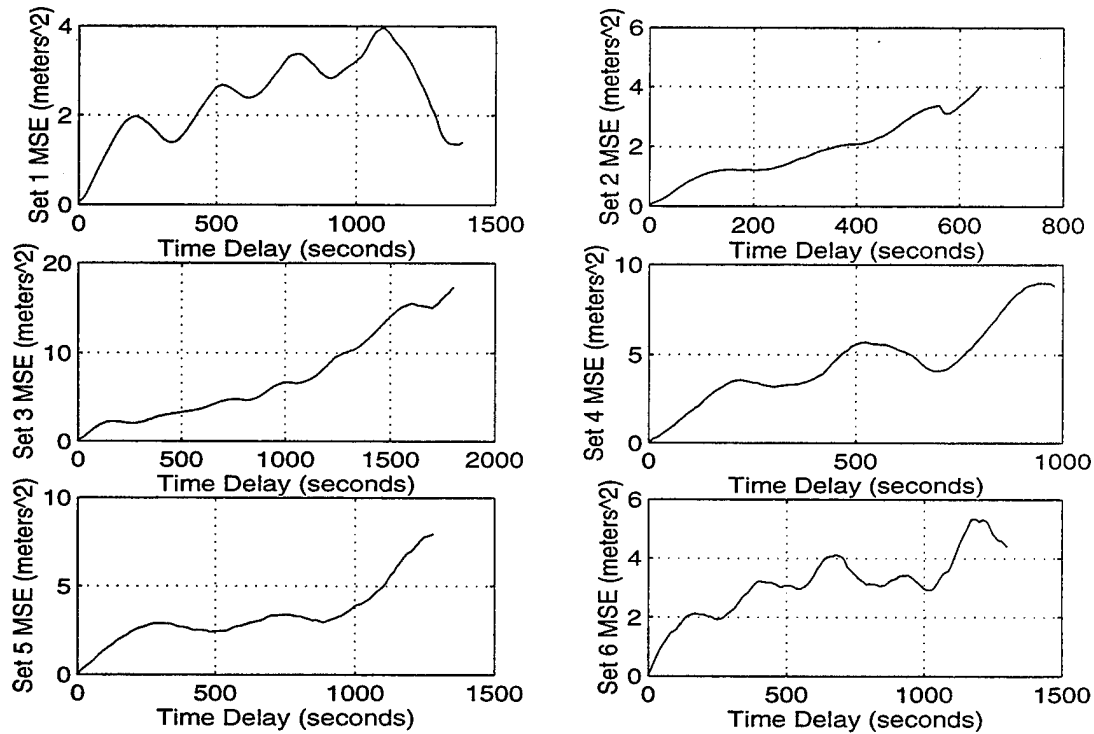 Set 1 MSE (meters^2)
4
2
0
0 500 1000 1500
Time Delay (seconds)
Set 2 MSE (meters^2)
6
4
2
0
0 200 400 600 800
Time Delay (seconds)
Set 3 MSE (meters^2)
20
10
0
0 500 1000 1500 2000
Time Delay (seconds)
Set 4 MSE (meters^2)
10
5
0
0 500 1000
Time Delay (seconds)
Set 5 MSE (meters^2)
10
5
0
0 500 1000 1500
Time Delay (seconds)
Set 6 MSE (meters^2)
6
4
2
0
0 500 1000 1500
Time Delay (seconds)